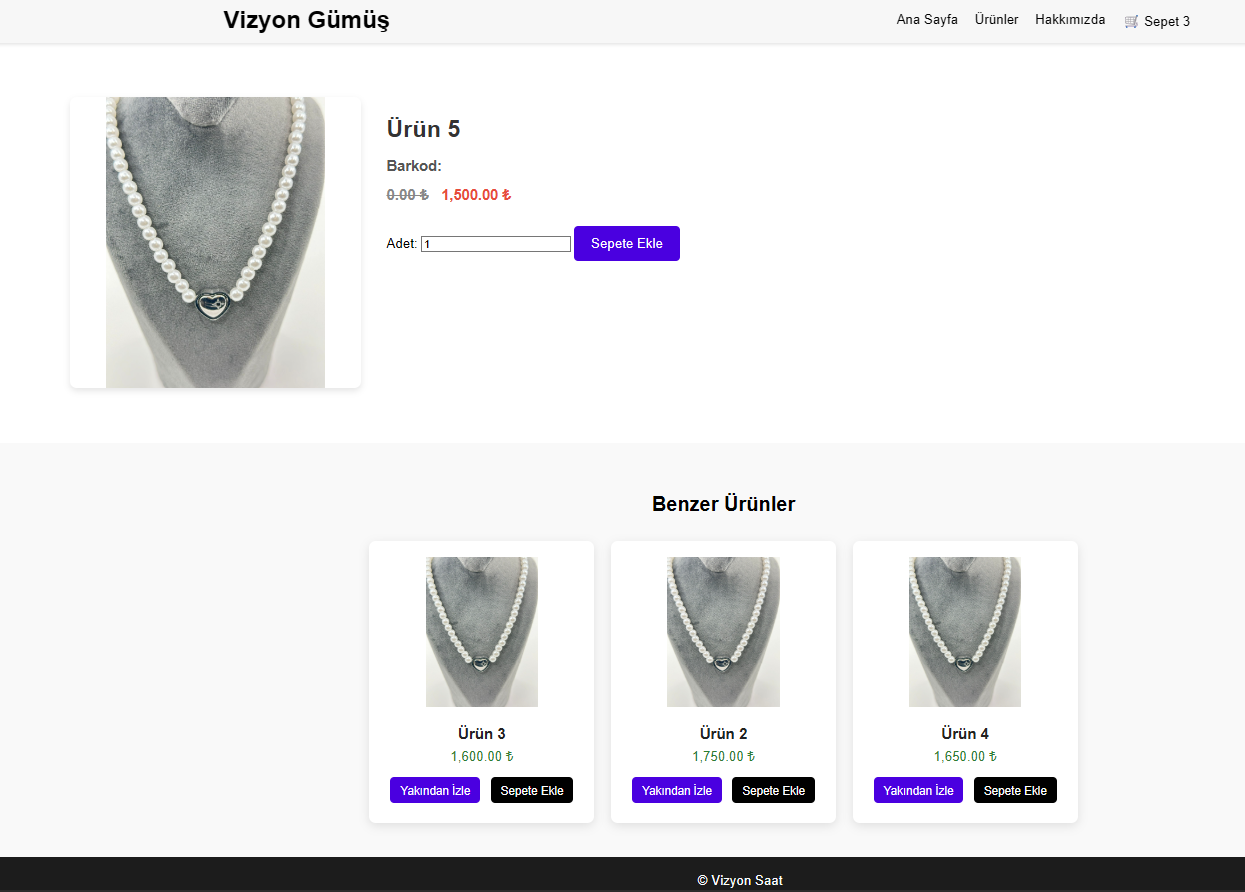 Vizyon Gümüş
Ana Sayfa Ürünler Hakkımızda 🛒 Sepet 3
Ürün 5
Barkod:
0.00 ₺ 1,500.00 ₺
Adet: 1 Sepete Ekle
Benzer Ürünler
Ürün 3
1,600.00 ₺
Yakından İzle Sepete Ekle
Ürün 2
1,750.00 ₺
Yakından İzle Sepete Ekle
Ürün 4
1,650.00 ₺
Yakından İzle Sepete Ekle
© Vizyon Saat